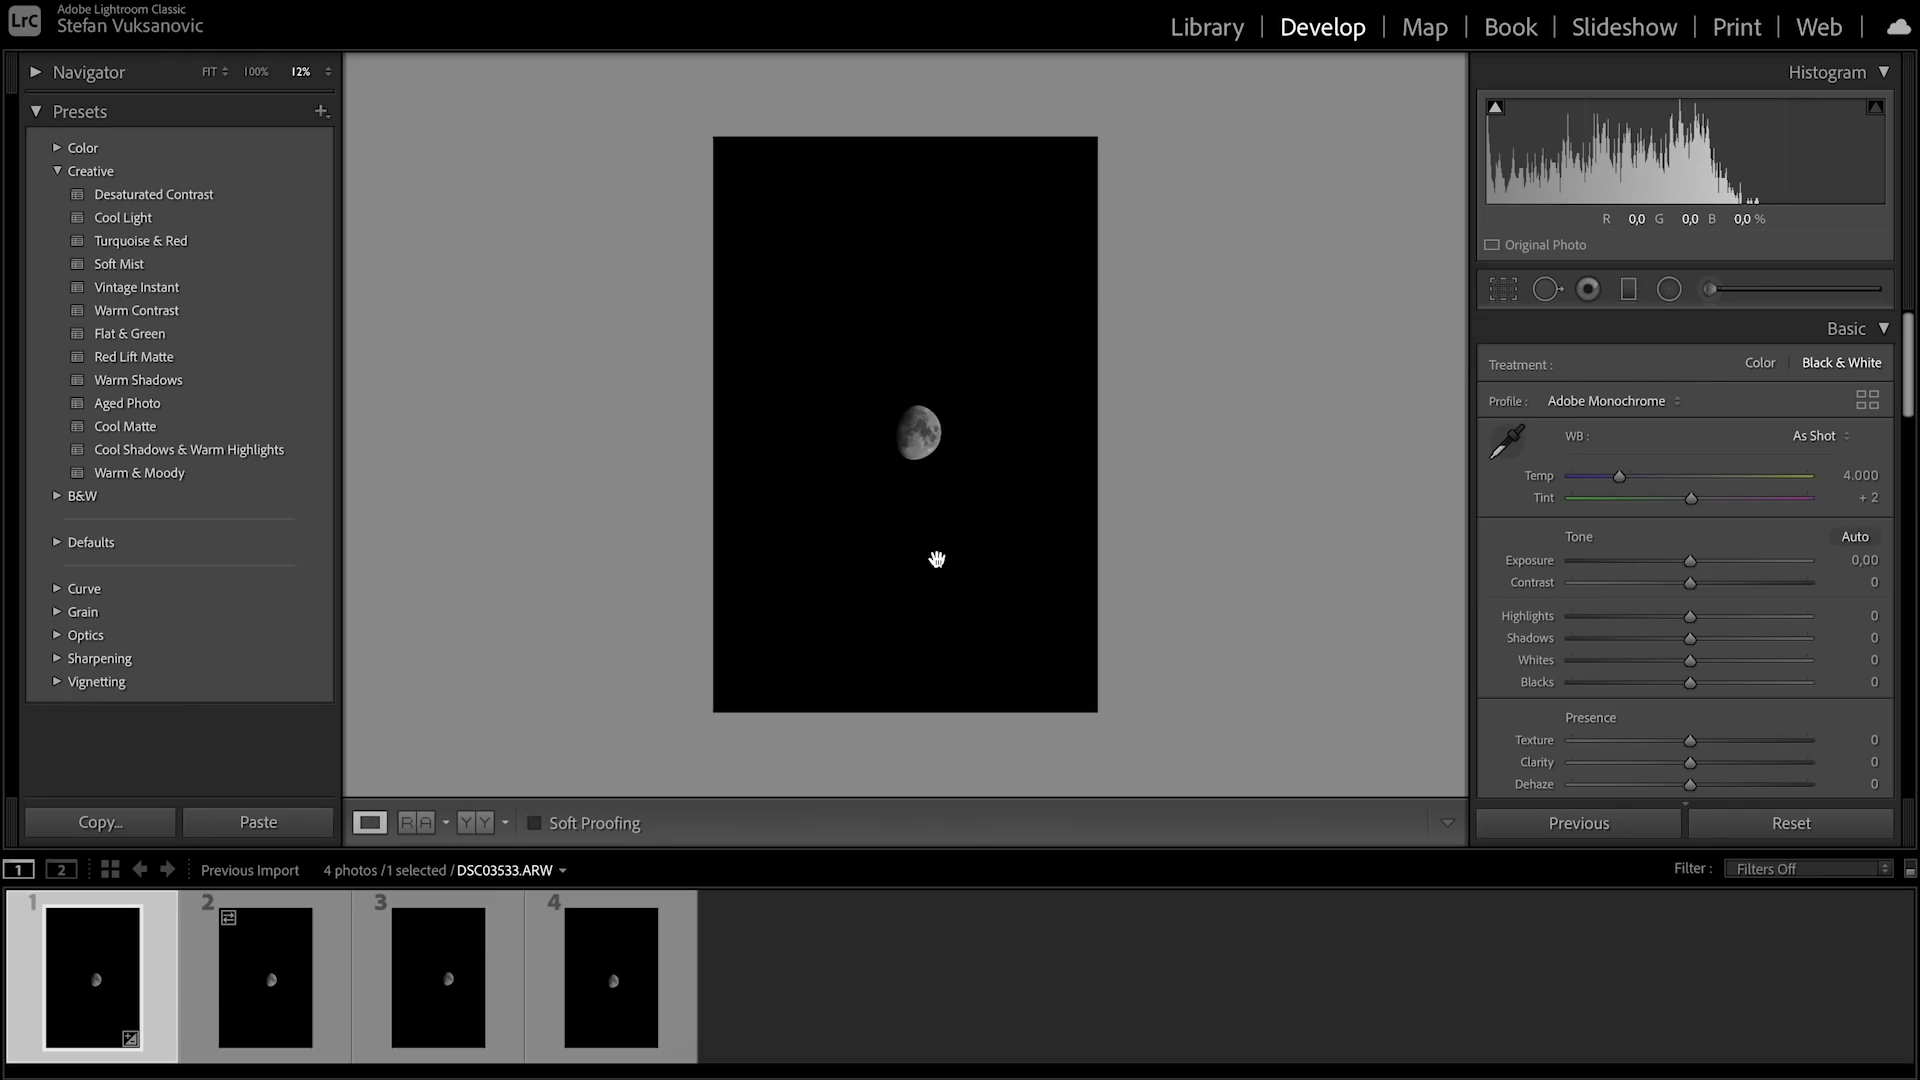 LrC
Adobe Lightroom Classic
Stefan Vuksanovic
Library | Develop | Map | Book | Slideshow | Print | Web
Navigator FIT 100% 12%
Presets
Color
Creative
Desaturated Contrast
Cool Light
Turquoise & Red
Soft Mist
Vintage Instant
Warm Contrast
Flat & Green
Red Lift Matte
Warm Shadows
Aged Photo
Cool Matte
Cool Shadows & Warm Highlights
Warm & Moody
B&W
Defaults
Curve
Grain
Optics
Sharpening
Vignetting
Copy... Paste
R A Y Y Soft Proofing
Histogram
R 0,0 G 0,0 B 0,0 %
Original Photo
Basic
Treatment : Color Black & White
Profile : Adobe Monochrome
WB : As Shot
Temp 4.000
Tint + 2
Tone Auto
Exposure 0,00
Contrast 0
Highlights 0
Shadows 0
Whites 0
Blacks 0
Presence
Texture 0
Clarity 0
Dehaze 0
Previous Reset
1 2 Previous Import 4 photos /1 selected / DSC03533.ARW Filter : Filters Off
1 2 3 4